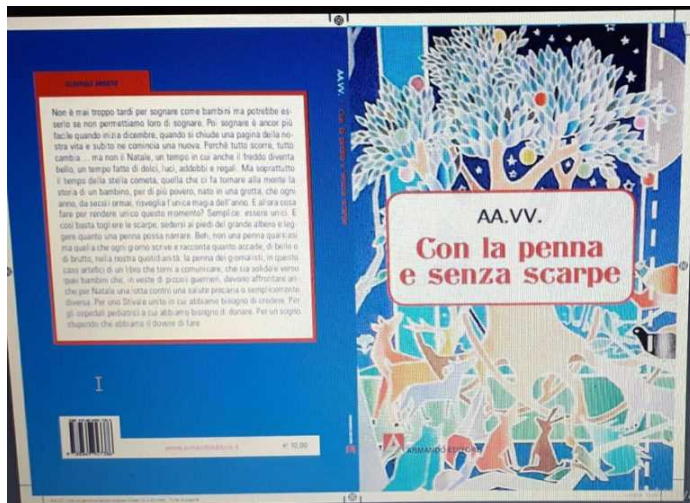 Non è mai troppo tardi per sognare come bambini ma potrebbe es-
serlo se non permettiamo loro di sognare. Poi sognare è ancor più
facile quando inizia dicembre, quando si chiude una pagina della no-
stra vita e subito ne comincia una nuova. Perché tutto scorre, tutto
cambia ... ma non il Natale, un tempo in cui anche il freddo diventa
bello, un tempo fatto di dolci, luci, addobbi e regali. Ma soprattutto
il tempo della stella cometa, quella che ci fa tornare alla mente la
storia di un bambino, per di più povero, nato in una grotta, che ogni
anno, da secoli ormai, risveglia l'unica magia dell'anno. E allora cosa
fare per rendere unico questo momento? Semplice: essere unici. E
così basta togliere le scarpe, sedersi ai piedi del grande albero e leg-
gere quanto una penna possa narrare. Beh, non una penna qualsiasi
ma quella che ogni giorno scrive e racconta quanto accade, di bello o
di brutto, nella nostra quotidianità: la penna dei giornalisti, in questo
caso artefici di un libro che torni a comunicare, che sia solidale verso
quei bambini che, in veste di piccoli guerrieri, devono affrontare an-
che per Natale una lotta contro una salute precaria o semplicemente
diversa. Per uno Stivale unito in cui abbiamo bisogno di credere. Per
gli ospedali pediatrici a cui abbiamo bisogno di donare. Per un sogno
stupendo che abbiamo il dovere di fare
www.armandoeditore.it
€ 10,00
AA.VV.
Con la penna e senza scarpe
AA.VV.
Con la penna
e senza scarpe
ARMANDO EDITORE